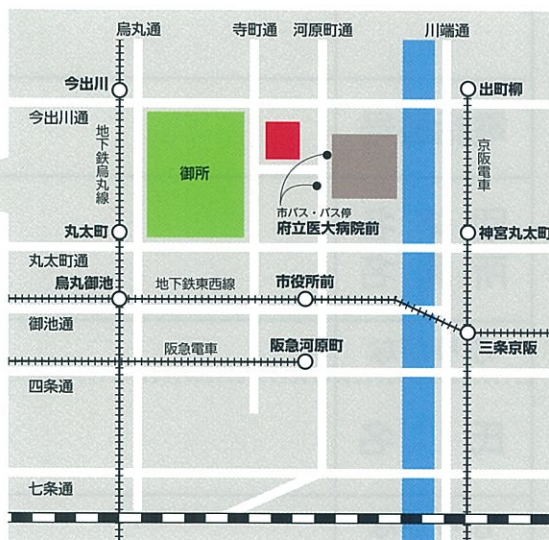 烏丸通
寺町通
河原町通
川端通
今出川
出町柳
今出川通
地下鉄烏丸線
御所
京阪電車
市バス・バス停
府立医大病院前
丸太町
神宮丸太町
丸太町通
烏丸御池
地下鉄東西線
市役所前
御池通
阪急電車
阪急河原町
三条京阪
四条通
七条通